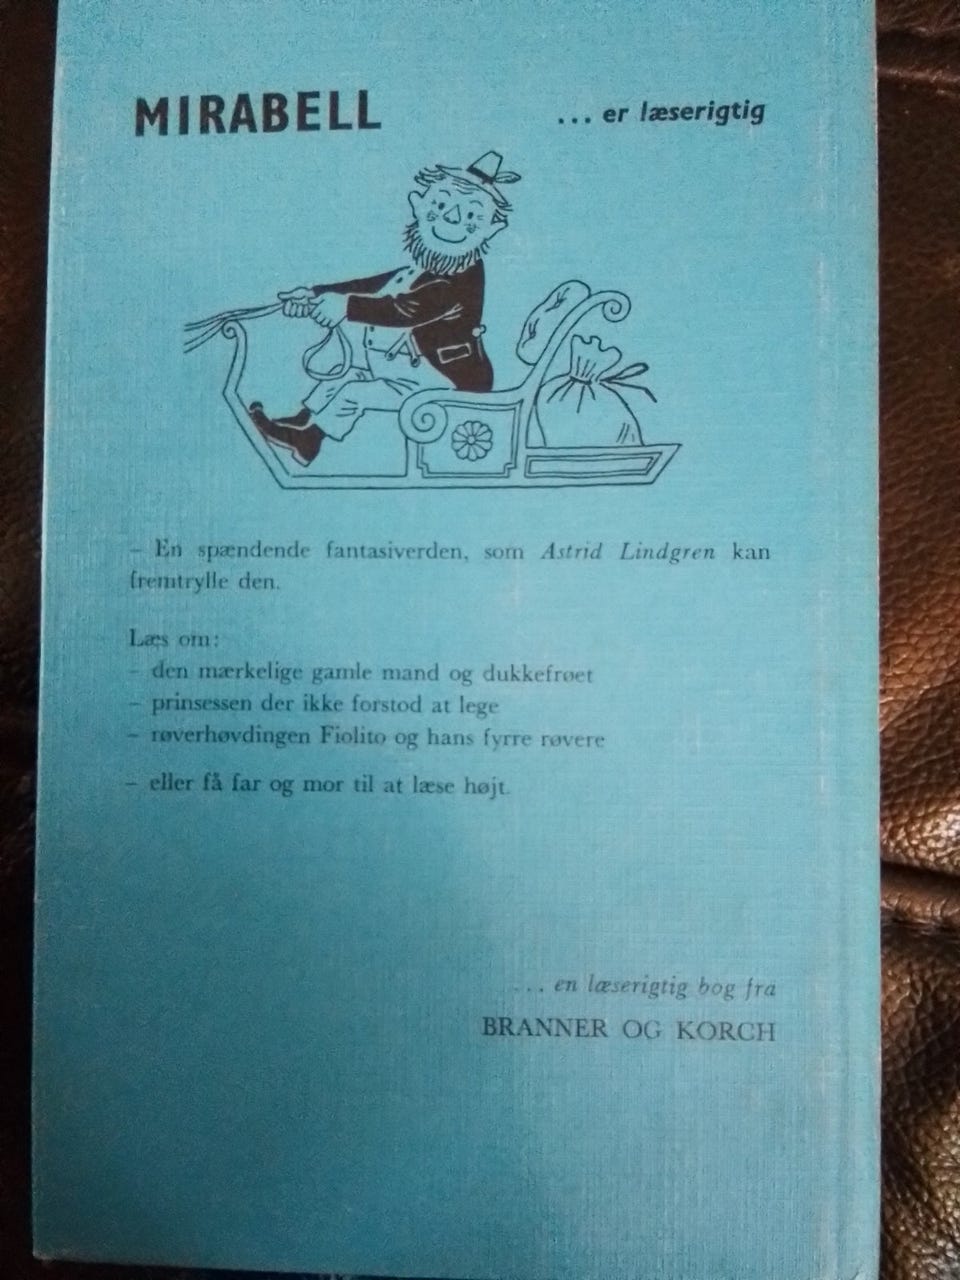 MIRABELL ... er læserigtig
– En spændende fantasiverden, som Astrid Lindgren kan
fremtrylle den.
Læs om:
– den mærkelige gamle mand og dukkefrøet
– prinsessen der ikke forstod at lege
– røverhøvdingen Fiolito og hans fyrre røvere
– eller få far og mor til at læse højt.
... en læserigtig bog fra
BRANNER OG KORCH